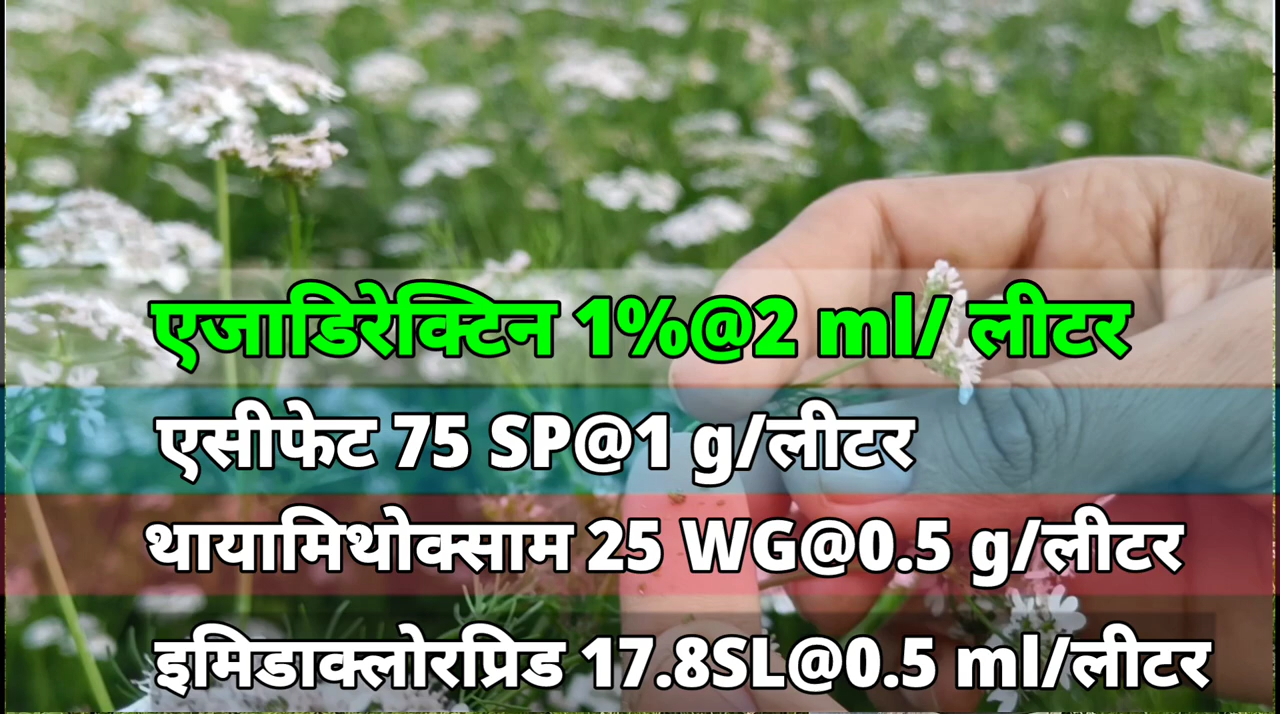 एजाडिरेक्टिन 1%@2 ml/ लीटर
एसीफेट 75 SP@1 g/लीटर
थायामिथोक्साम 25 WG@0.5 g/लीटर
इमिडाक्लोरप्रिड 17.8SL@0.5 ml/लीटर